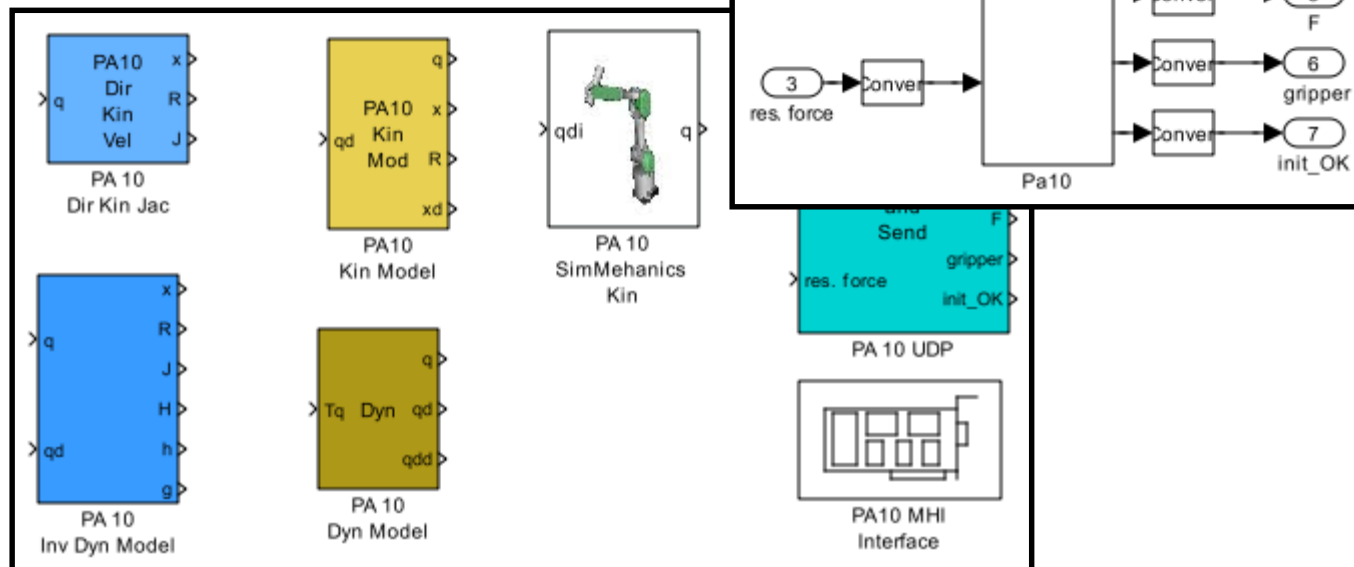 PA10
Dir
Kin
Vel
q
x
R
J
PA 10
Dir Kin Jac
PA10
Kin
Mod
qd
q
x
R
xd
PA10
Kin Model
qdi
q
PA 10
SimMehanics
Kin
3
res. force
Conver
Pa10
Conver
Conver
F
6
gripper
7
init_OK
Send
res. force
F
gripper
init_OK
PA 10 UDP
q
qd
x
R
J
H
h
g
PA 10
Inv Dyn Model
Tq
Dyn
q
qd
qdd
PA 10
Dyn Model
PA10 MHI
Interface